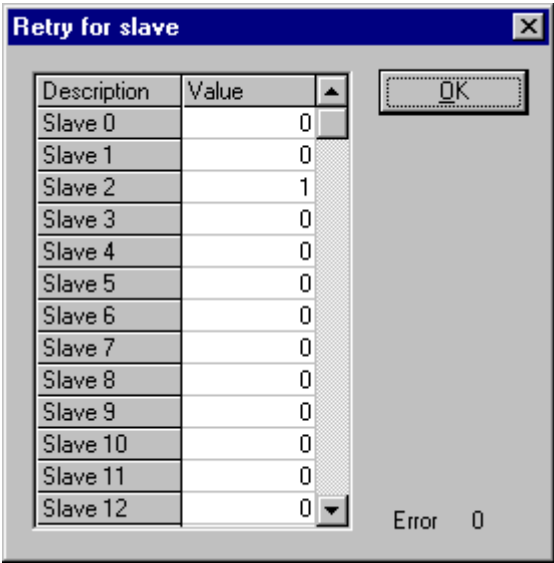 Retry for slave
Description Value
OK
Slave 0 0
Slave 1 0
Slave 2 1
Slave 3 0
Slave 4 0
Slave 5 0
Slave 6 0
Slave 7 0
Slave 8 0
Slave 9 0
Slave 10 0
Slave 11 0
Slave 12 0
Error 0